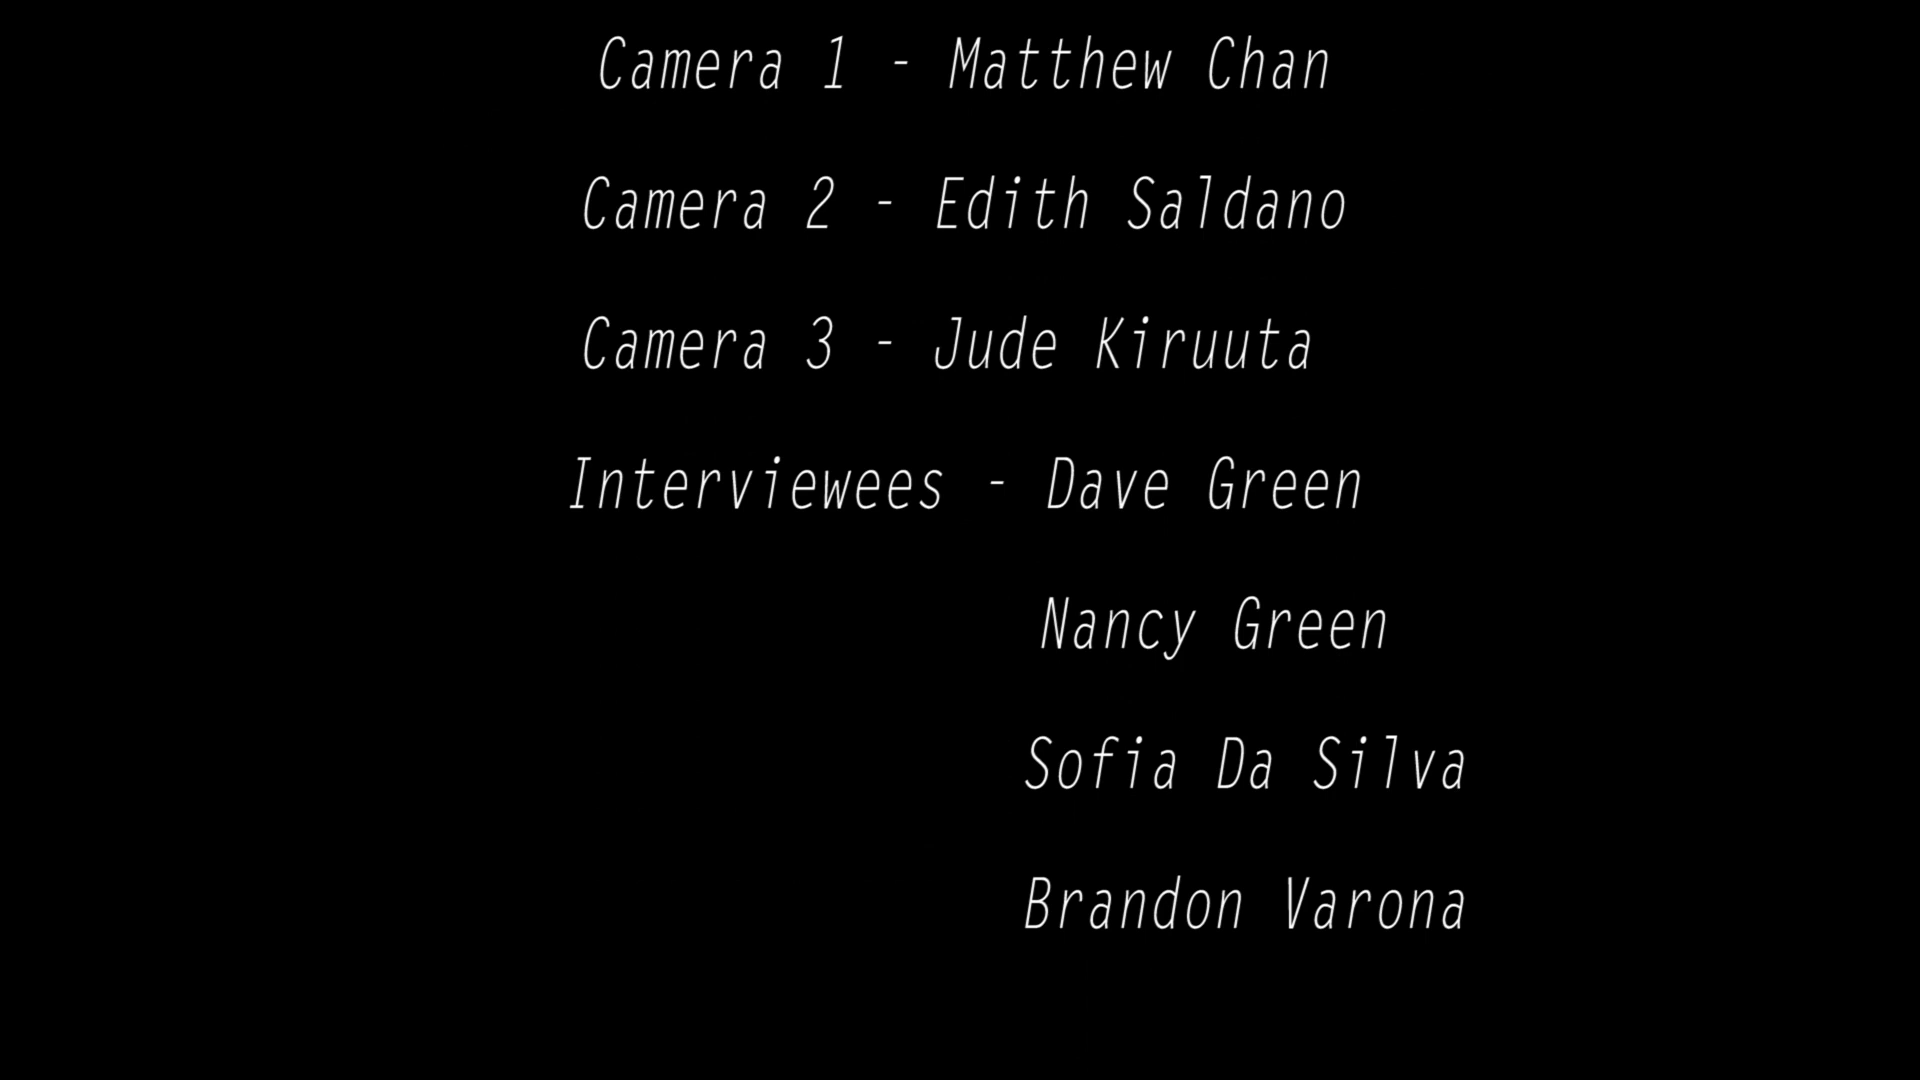 Camera 1 - Matthew Chan
Camera 2 - Edith Saldano
Camera 3 - Jude Kiruuta
Interviewees - Dave Green
Nancy Green
Sofia Da Silva
Brandon Varona